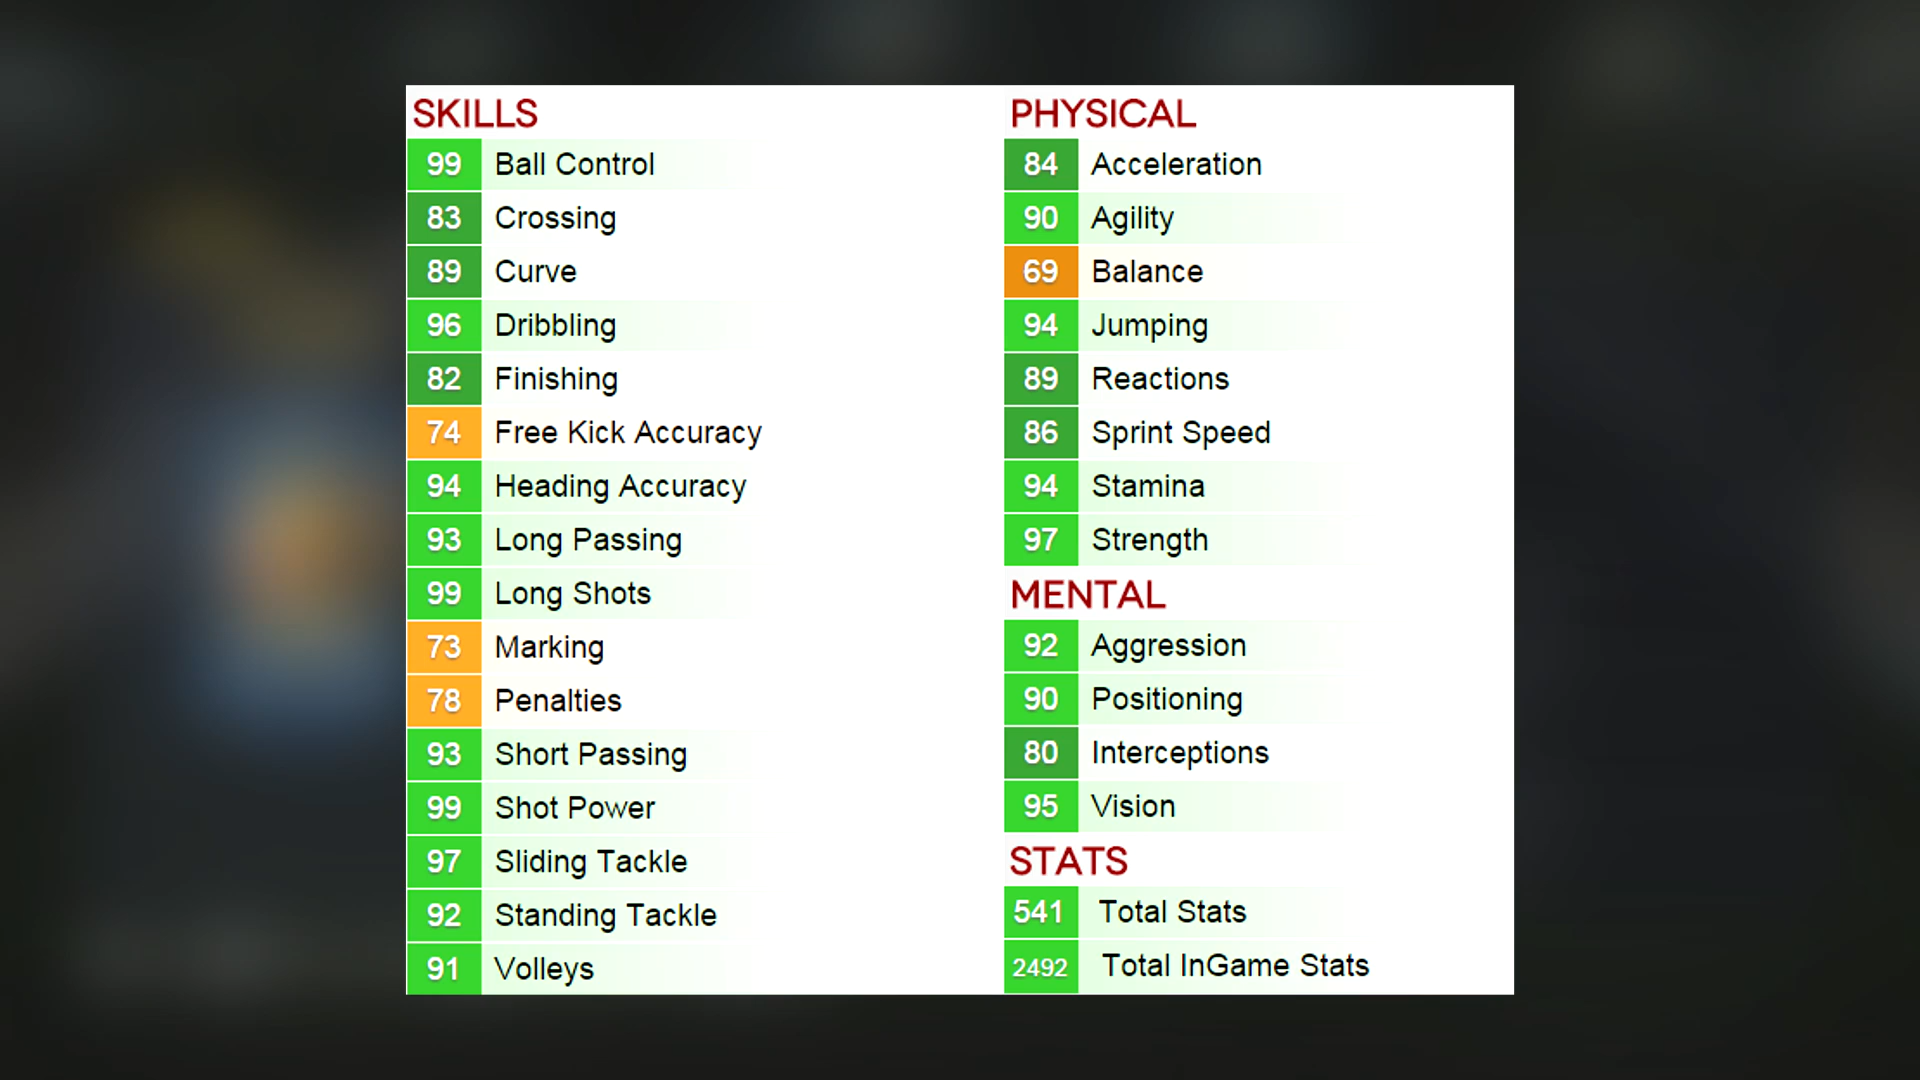 SKILLS
99 Ball Control
83 Crossing
89 Curve
96 Dribbling
82 Finishing
74 Free Kick Accuracy
94 Heading Accuracy
93 Long Passing
99 Long Shots
73 Marking
78 Penalties
93 Short Passing
99 Shot Power
97 Sliding Tackle
92 Standing Tackle
91 Volleys
PHYSICAL
84 Acceleration
90 Agility
69 Balance
94 Jumping
89 Reactions
86 Sprint Speed
94 Stamina
97 Strength
MENTAL
92 Aggression
90 Positioning
80 Interceptions
95 Vision
STATS
541 Total Stats
2492 Total InGame Stats